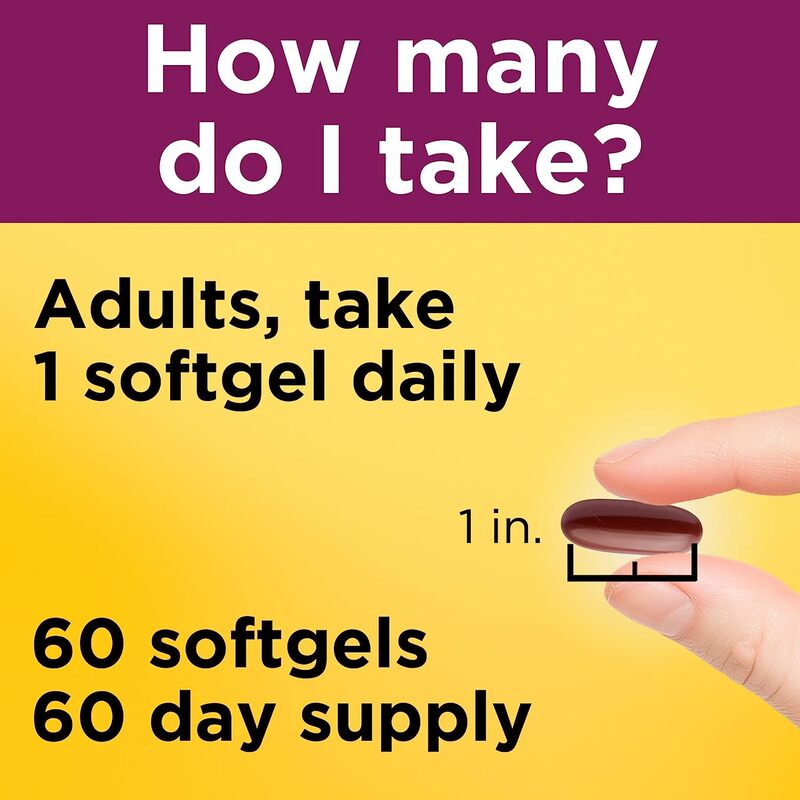 How many
do I take?
Adults, take
1 softgel daily
1 in.
60 softgels
60 day supply